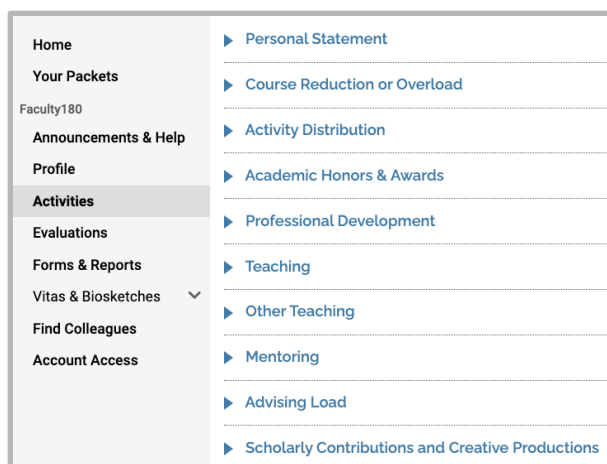 Home
Your Packets
Faculty180
Announcements & Help
Profile
Activities
Evaluations
Forms & Reports
Vitas & Biosketches
Find Colleagues
Account Access
Personal Statement
Course Reduction or Overload
Activity Distribution
Academic Honors & Awards
Professional Development
Teaching
Other Teaching
Mentoring
Advising Load
Scholarly Contributions and Creative Productions